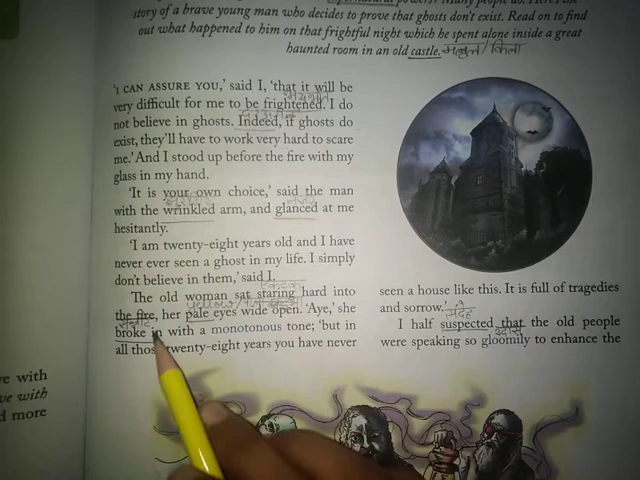 story of a brave young man who decides to prove that ghosts don't exist. Read on to find
out what happened to him on that frightful night which he spent alone inside a great
haunted room in an old castle. किला
'I CAN ASSURE YOU,' said I, 'that it will be
very difficult for me to be frightened. I do
not believe in ghosts. Indeed, if ghosts do
exist, they'll have to work very hard to scare
me.' And I stood up before the fire with my
glass in my hand.
'It is your own choice,' said the man
with the wrinkled arm, and glanced at me
hesitantly.
'I am twenty-eight years old and I have
never ever seen a ghost in my life. I simply
don't believe in them,' said I.
एकटक
The old woman sat staring hard into
the fire, her pale eyes wide open. 'Aye,' she
broke in with a monotonous tone; 'but in
all those twenty-eight years you have never
seen a house like this. It is full of tragedies
and sorrow.'
संदेह
I half suspected that the old people
उदास
were speaking so gloomily to enhance the
ve with
ve with
d more